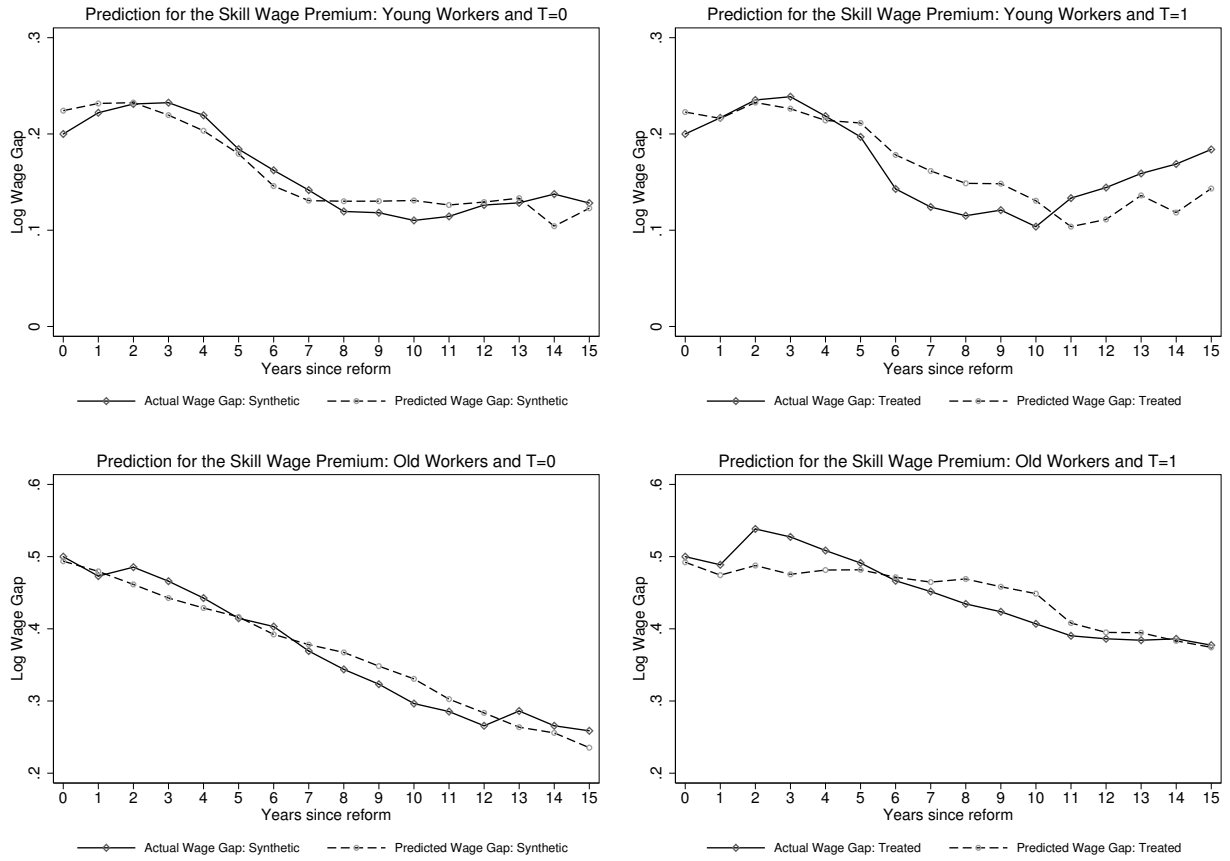 Prediction for the Skill Wage Premium: Young Workers and T=0
Log Wage Gap
.3
.2
.1
0
0 1 2 3 4 5 6 7 8 9 10 11 12 13 14 15
Years since reform
Actual Wage Gap: Synthetic Predicted Wage Gap: Synthetic
Prediction for the Skill Wage Premium: Young Workers and T=1
Log Wage Gap
.3
.2
.1
0
0 1 2 3 4 5 6 7 8 9 10 11 12 13 14 15
Years since reform
Actual Wage Gap: Treated Predicted Wage Gap: Treated
Prediction for the Skill Wage Premium: Old Workers and T=0
Log Wage Gap
.6
.5
.4
.3
.2
0 1 2 3 4 5 6 7 8 9 10 11 12 13 14 15
Years since reform
Actual Wage Gap: Synthetic Predicted Wage Gap: Synthetic
Prediction for the Skill Wage Premium: Old Workers and T=1
Log Wage Gap
.6
.5
.4
.3
.2
0 1 2 3 4 5 6 7 8 9 10 11 12 13 14 15
Years since reform
Actual Wage Gap: Treated Predicted Wage Gap: Treated